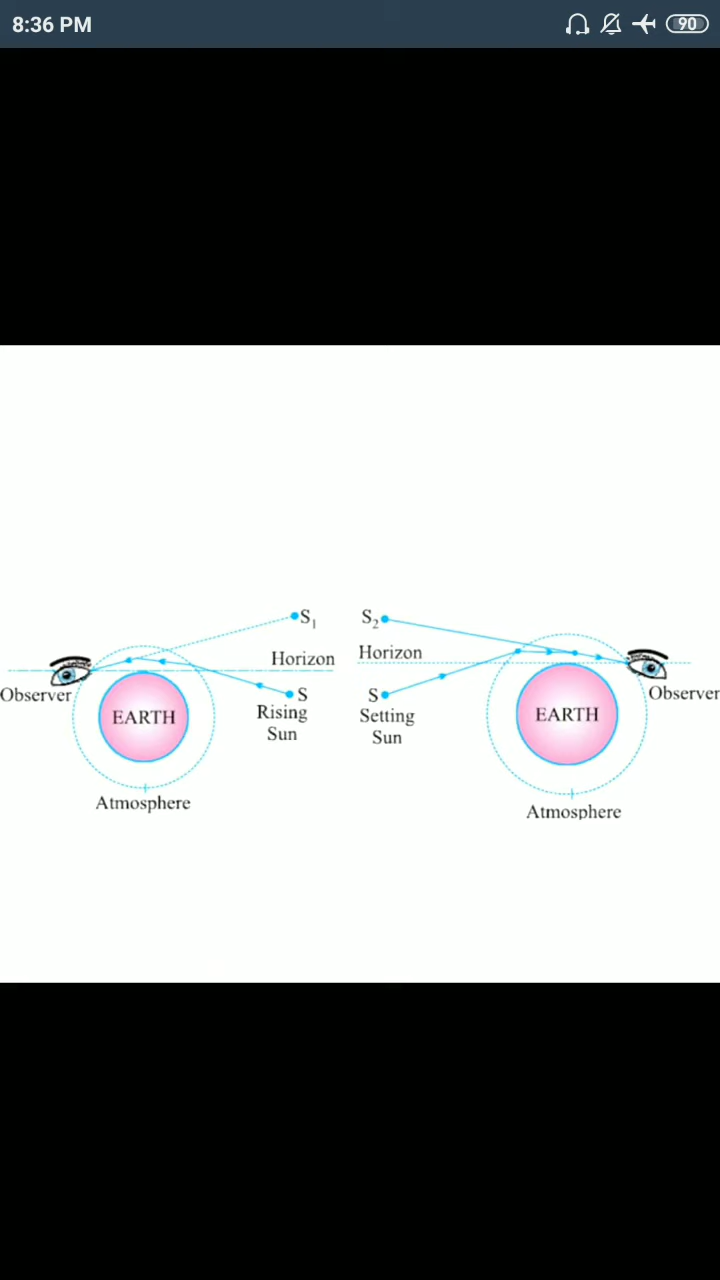 8:36 PM
90
S₁
Horizon
Observer
S
Rising
Sun
EARTH
Atmosphere
S₂
Horizon
Observer
S
Setting
Sun
EARTH
Atmosphere